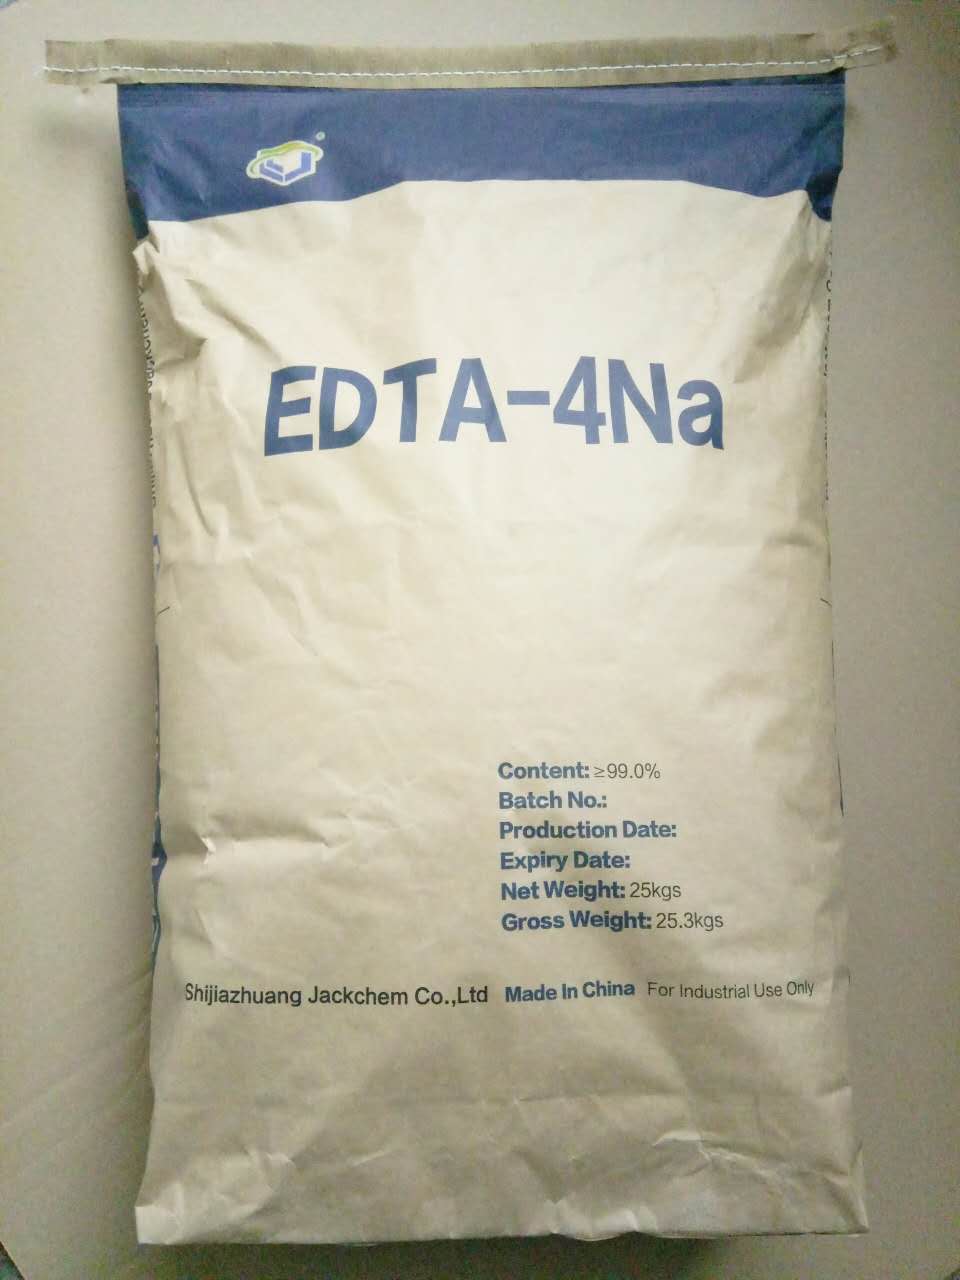 ®
EDTA-4Na
Content: ≥99.0%
Batch No.:
Production Date:
Expiry Date:
Net Weight: 25kgs
Gross Weight: 25.3kgs
Shijiazhuang Jackchem Co.,Ltd Made In China For Industrial Use Only